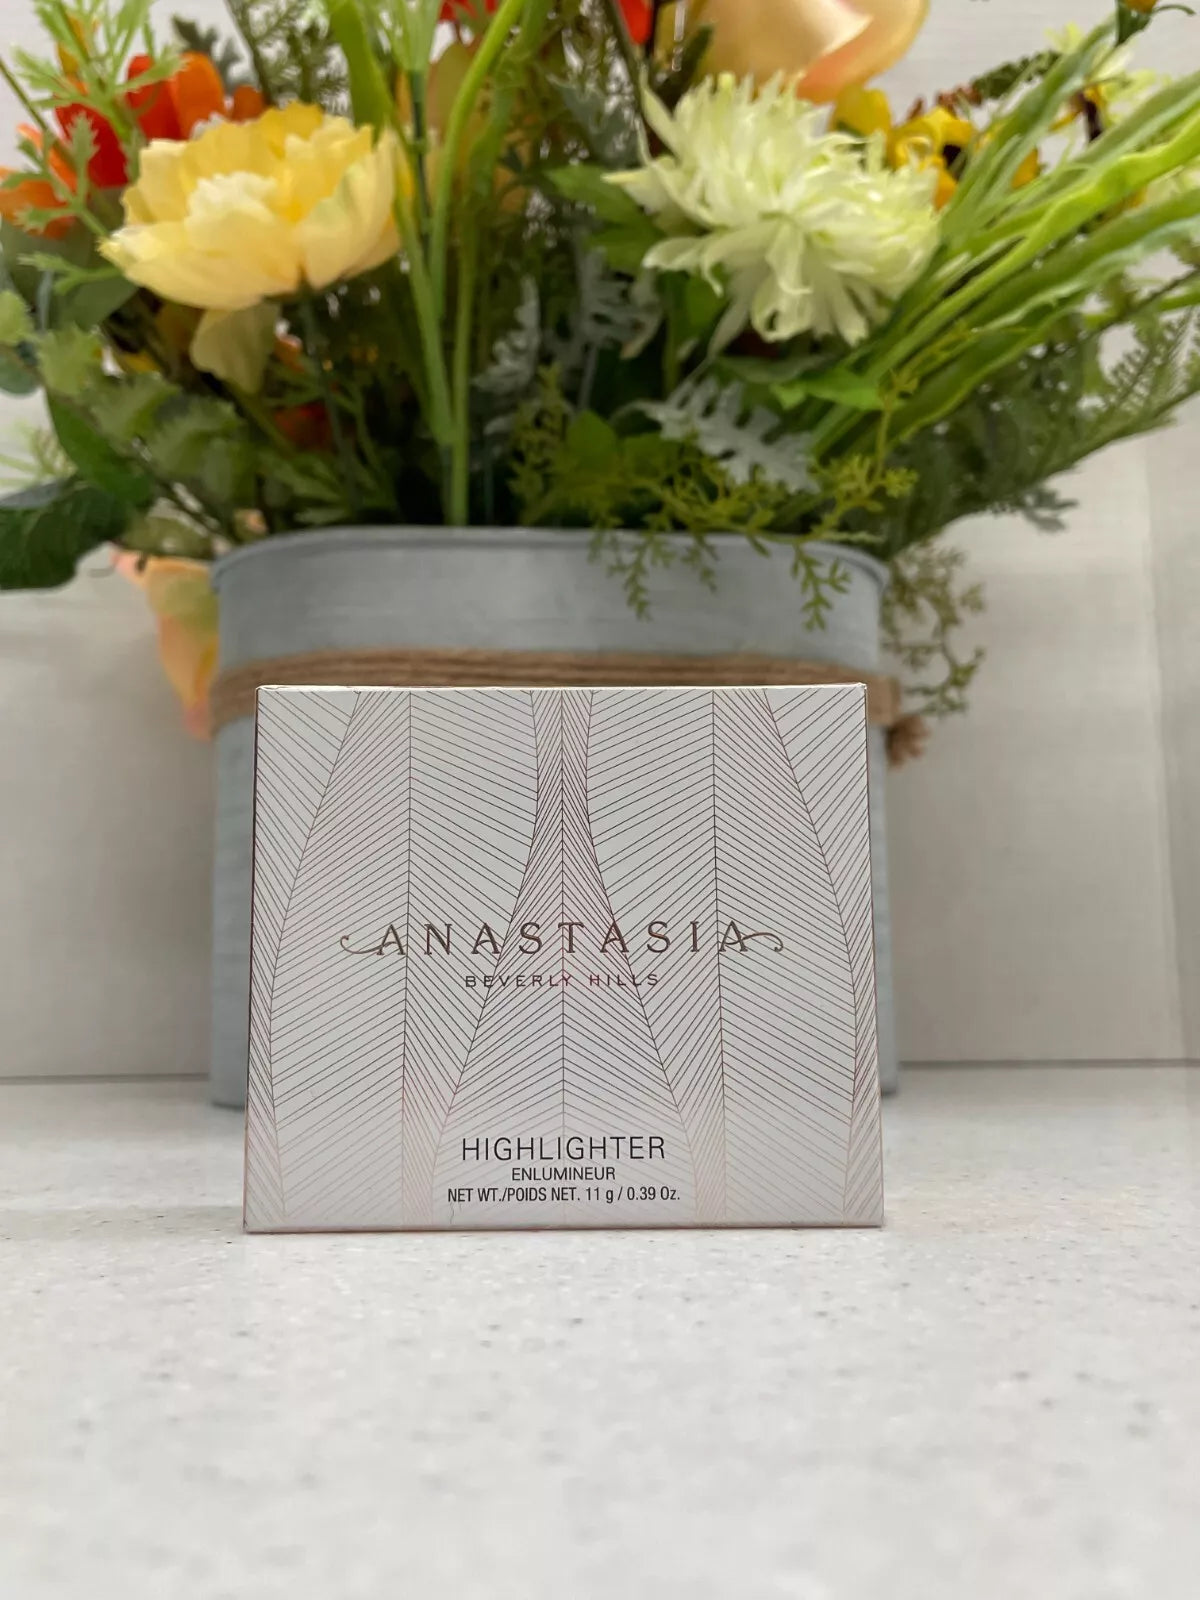 ANASTASIA
BEVERLY HILLS
HIGHLIGHTER
ENLUMINEUR
NET WT./POIDS NET. 11 g / 0.39 Oz.